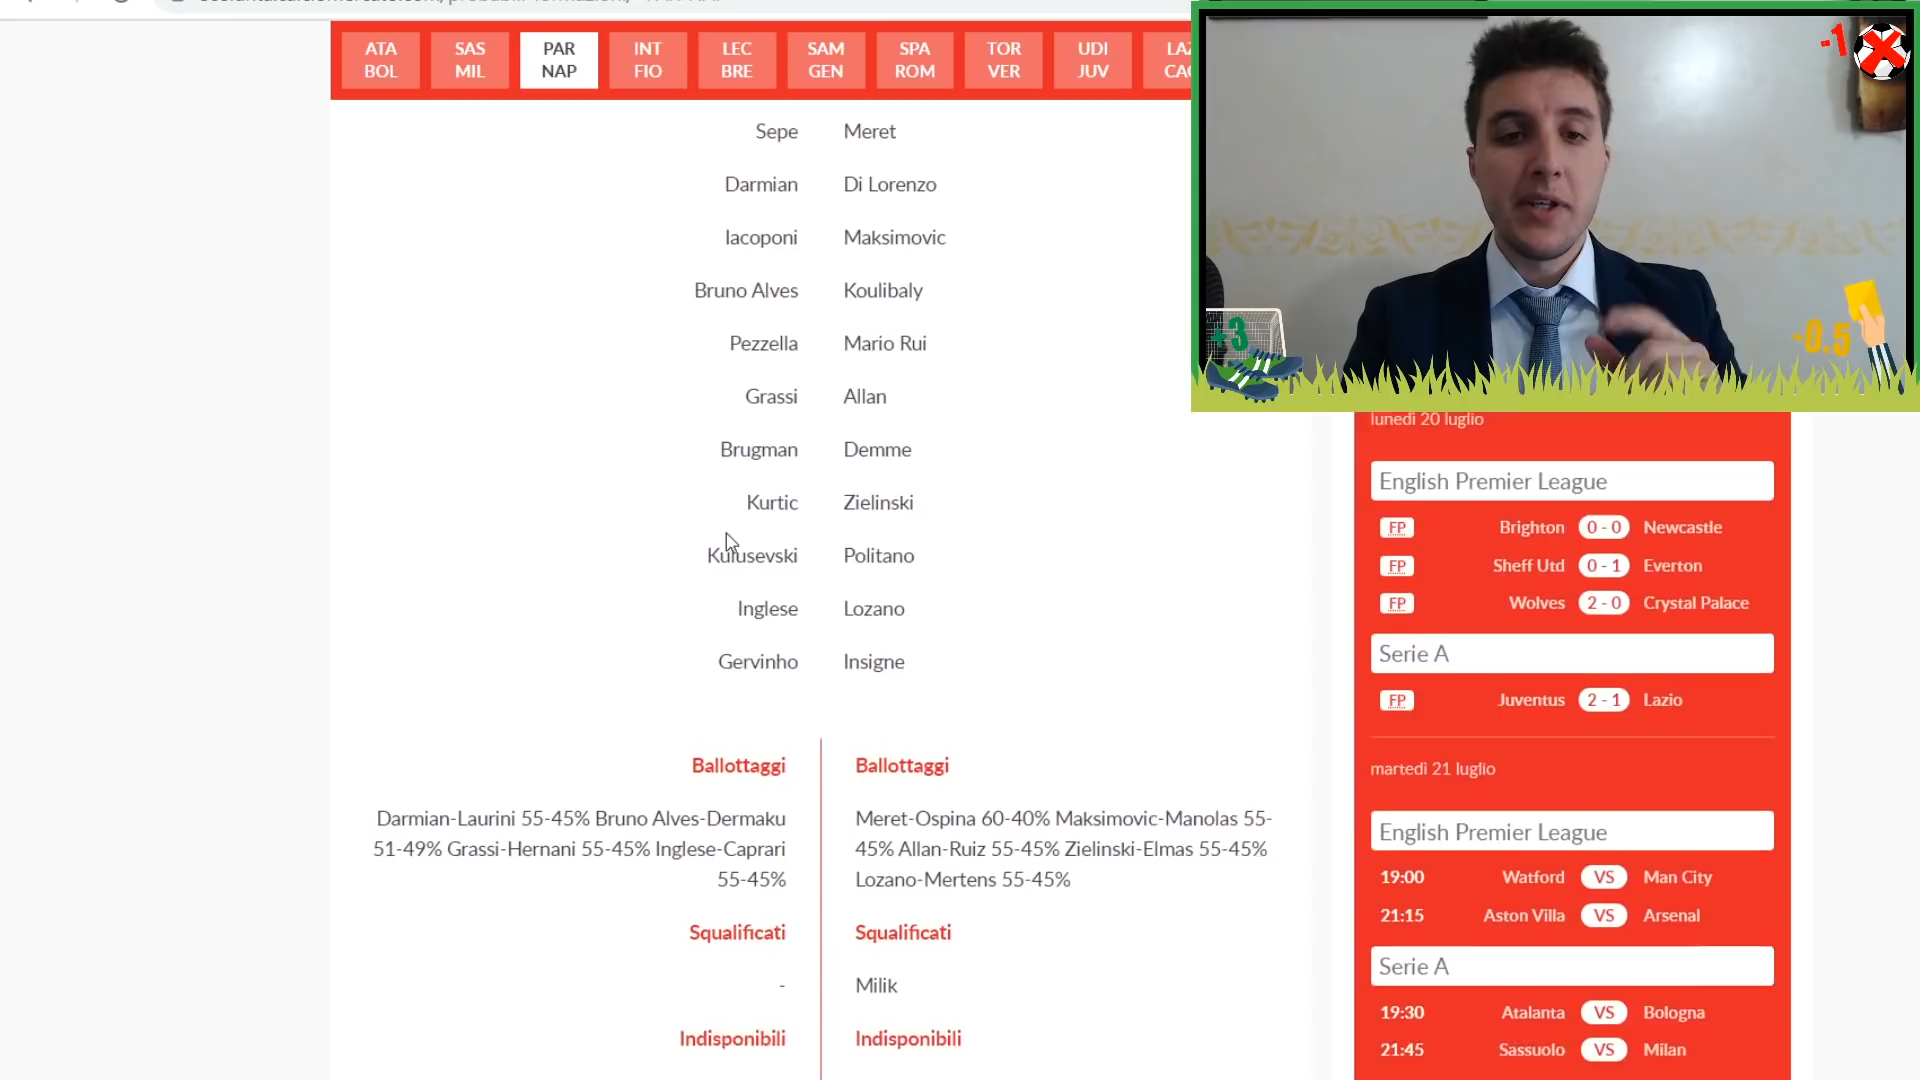 ATA
BOL
SAS
MIL
PAR
NAP
INT
FIO
LEC
BRE
SAM
GEN
SPA
ROM
TOR
VER
UDI
JUV
Sepe Meret
Darmian Di Lorenzo
Iacoponi Maksimovic
Bruno Alves Koulibaly
Pezzella Mario Rui
Grassi Allan
Brugman Demme
Kurtic Zielinski
Kulusevski Politano
Inglese Lozano
Gervinho Insigne
Ballottaggi
Darmian-Laurini 55-45% Bruno Alves-Dermaku
51-49% Grassi-Hernani 55-45% Inglese-Caprari
55-45%
Squalificati
-
Indisponibili
Ballottaggi
Meret-Ospina 60-40% Maksimovic-Manolas 55-
45% Allan-Ruiz 55-45% Zielinski-Elmas 55-45%
Lozano-Mertens 55-45%
Squalificati
Milik
Indisponibili
-1
+3
-0.5
lunedì 20 luglio
English Premier League
FP Brighton 0 - 0 Newcastle
FP Sheff Utd 0 - 1 Everton
FP Wolves 2 - 0 Crystal Palace
Serie A
FP Juventus 2 - 1 Lazio
martedì 21 luglio
English Premier League
19:00 Watford VS Man City
21:15 Aston Villa VS Arsenal
Serie A
19:30 Atalanta VS Bologna
21:45 Sassuolo VS Milan